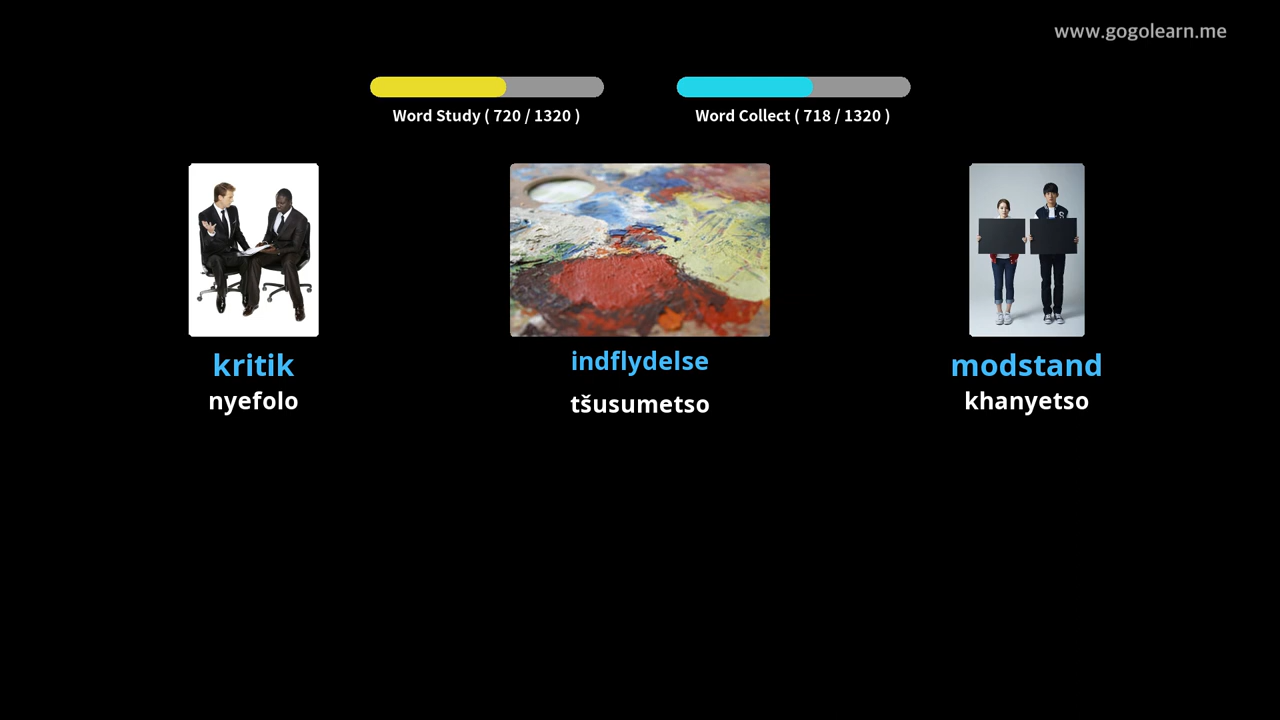 www.gogolearn.me
Word Study ( 720 / 1320 )
Word Collect ( 718 / 1320 )
kritik
nyefolo
indflydelse
tšusumetso
modstand
khanyetso